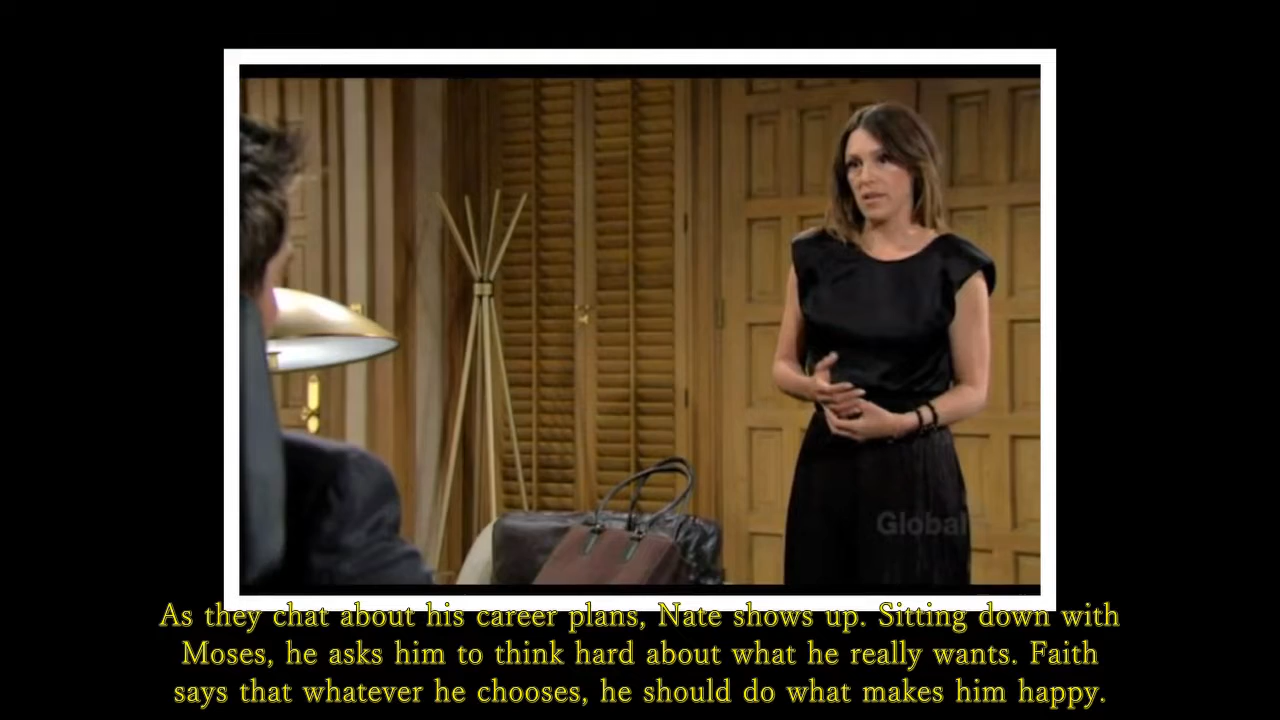 Global
As they chat about his career plans, Nate shows up. Sitting down with
Moses, he asks him to think hard about what he really wants. Faith
says that whatever he chooses, he should do what makes him happy.